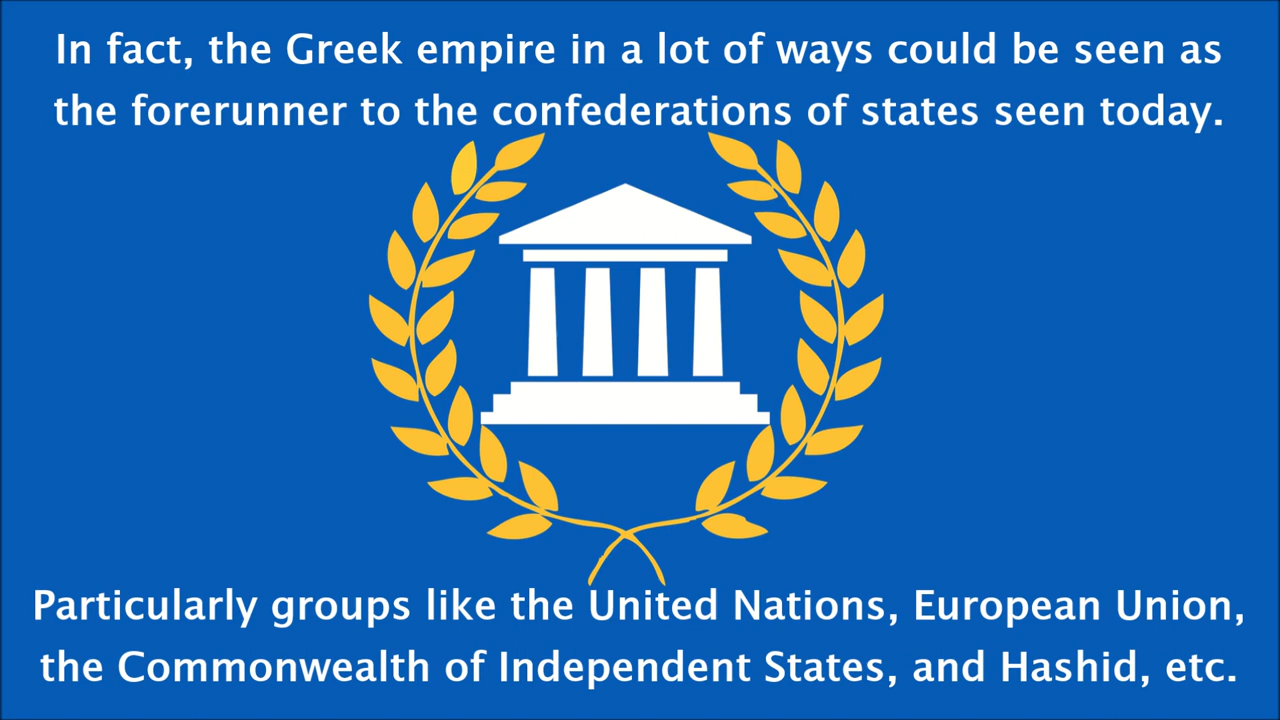 In fact, the Greek empire in a lot of ways could be seen as
the forerunner to the confederations of states seen today.
Particularly groups like the United Nations, European Union,
the Commonwealth of Independent States, and Hashid, etc.